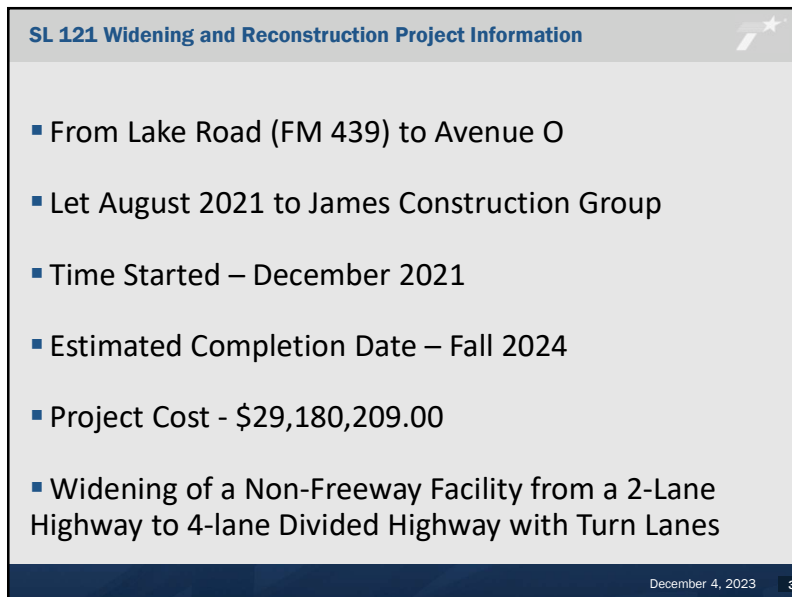 SL 121 Widening and Reconstruction Project Information
▪ From Lake Road (FM 439) to Avenue O
▪ Let August 2021 to James Construction Group
▪ Time Started – December 2021
▪ Estimated Completion Date – Fall 2024
▪ Project Cost - $29,180,209.00
▪ Widening of a Non-Freeway Facility from a 2-Lane
Highway to 4-lane Divided Highway with Turn Lanes
December 4, 2023 3